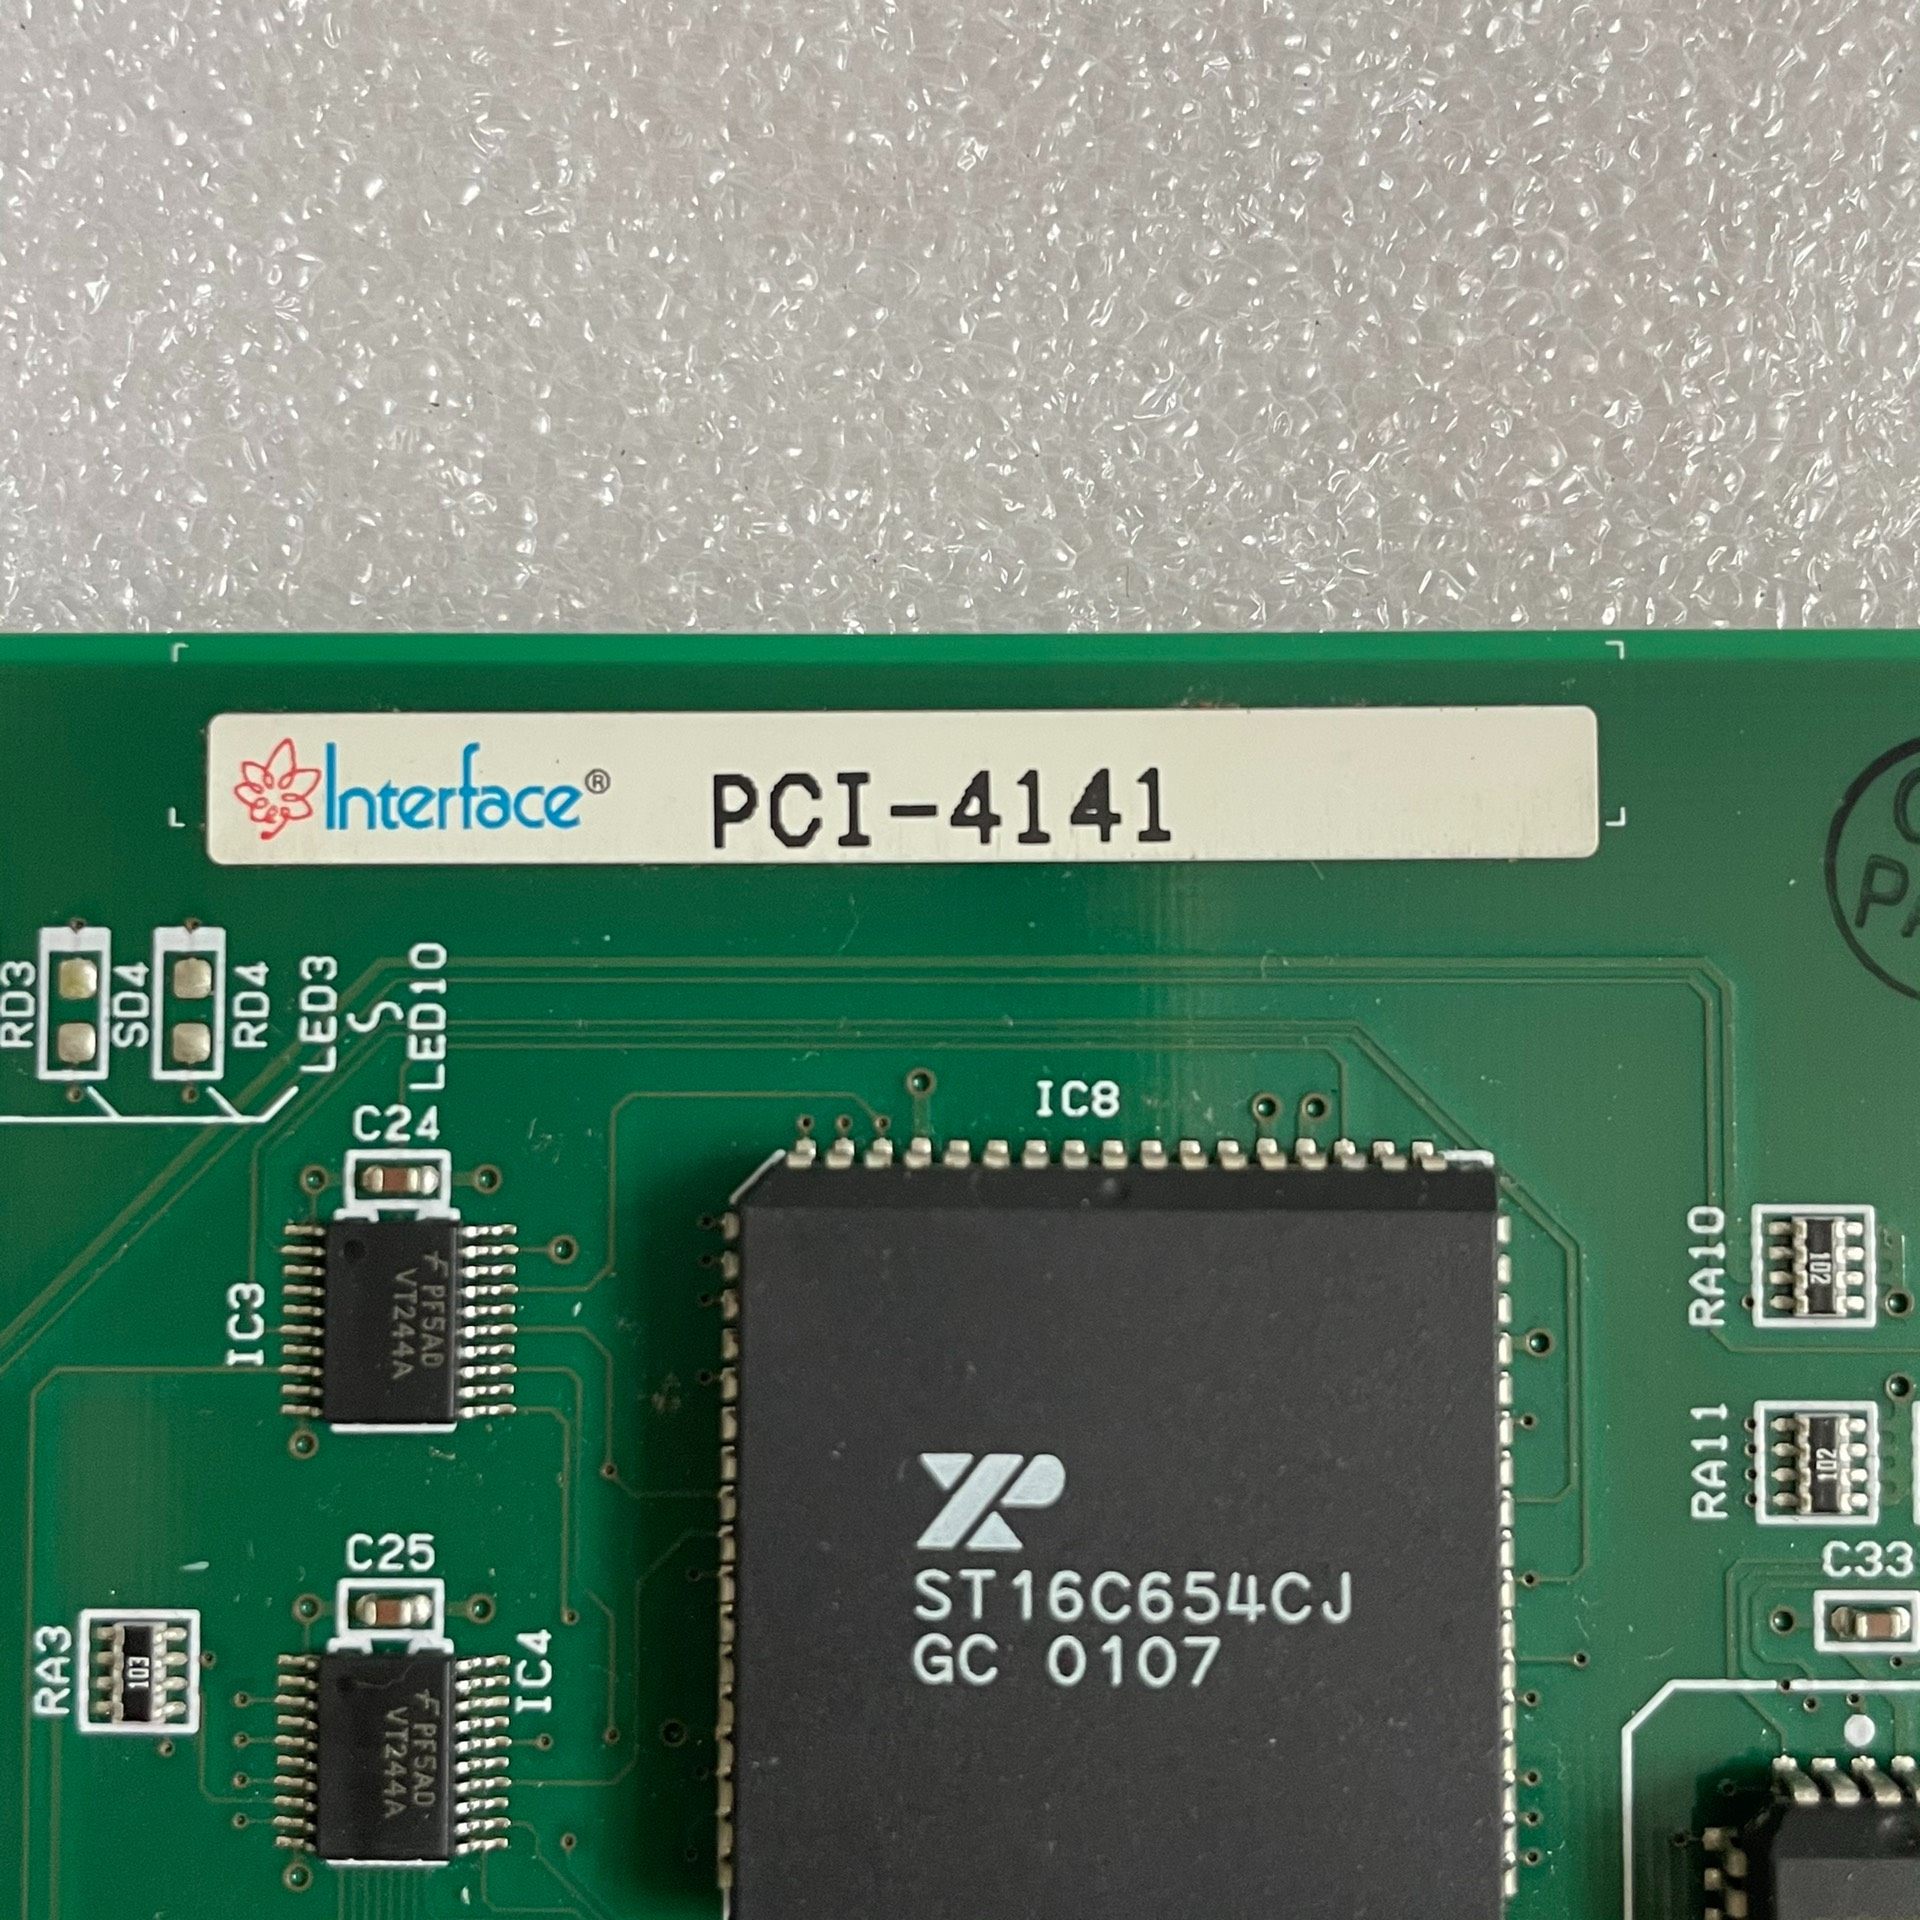 Interface® PCI-4141
RD3
SD4
RD4
LED3
LED10
C24
IC8
IC3
PF5AD
VT244A
RA10
102
RA11
102
ST16C654CJ
GC 0107
C25
C33
RA3
103
IC4
PF5AD
VT244A